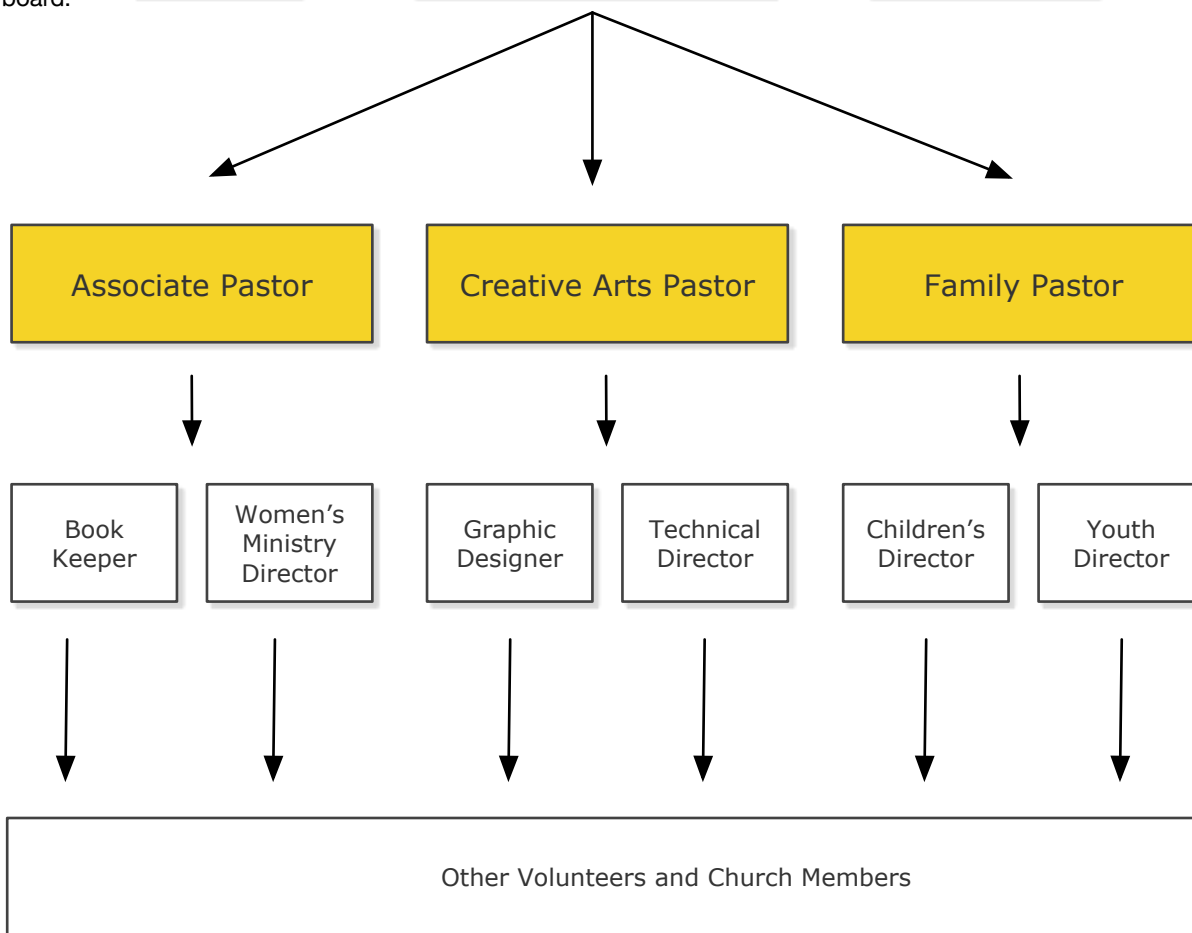 board.
Associate Pastor
Creative Arts Pastor
Family Pastor
Book
Keeper
Women's
Ministry
Director
Graphic
Designer
Technical
Director
Children's
Director
Youth
Director
Other Volunteers and Church Members